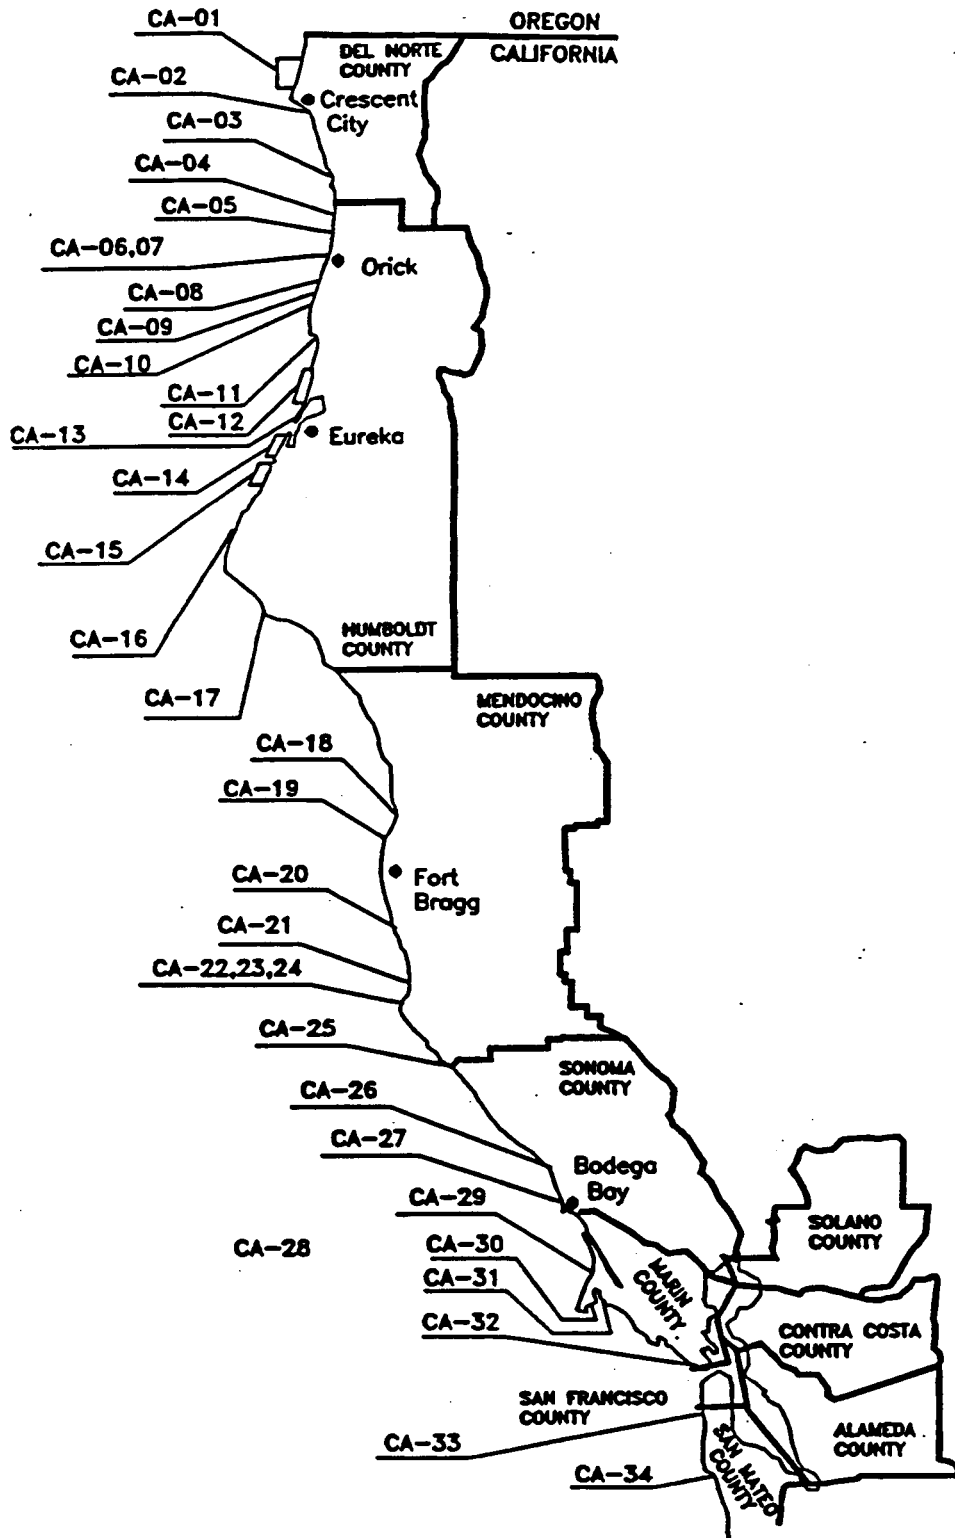 CA-01
OREGON
CALIFORNIA
DEL NORTE
COUNTY
CA-02
Crescent
City
CA-03
CA-04
CA-05
CA-06,07
Orick
CA-08
CA-09
CA-10
CA-11
CA-12
CA-13
Eureka
CA-14
CA-15
CA-16
HUMBOLDT
COUNTY
CA-17
MENDOCINO
COUNTY
CA-18
CA-19
CA-20
Fort
Bragg
CA-21
CA-22,23,24
CA-25
SONOMA
COUNTY
CA-26
CA-27
Bodega
Bay
CA-29
SOLANO
COUNTY
CA-28
CA-30
CA-31
MARIN
COUNTY
CA-32
CONTRA COSTA
COUNTY
SAN FRANCISCO
COUNTY
CA-33
ALAMEDA
COUNTY
SAN MATEO
COUNTY
CA-34